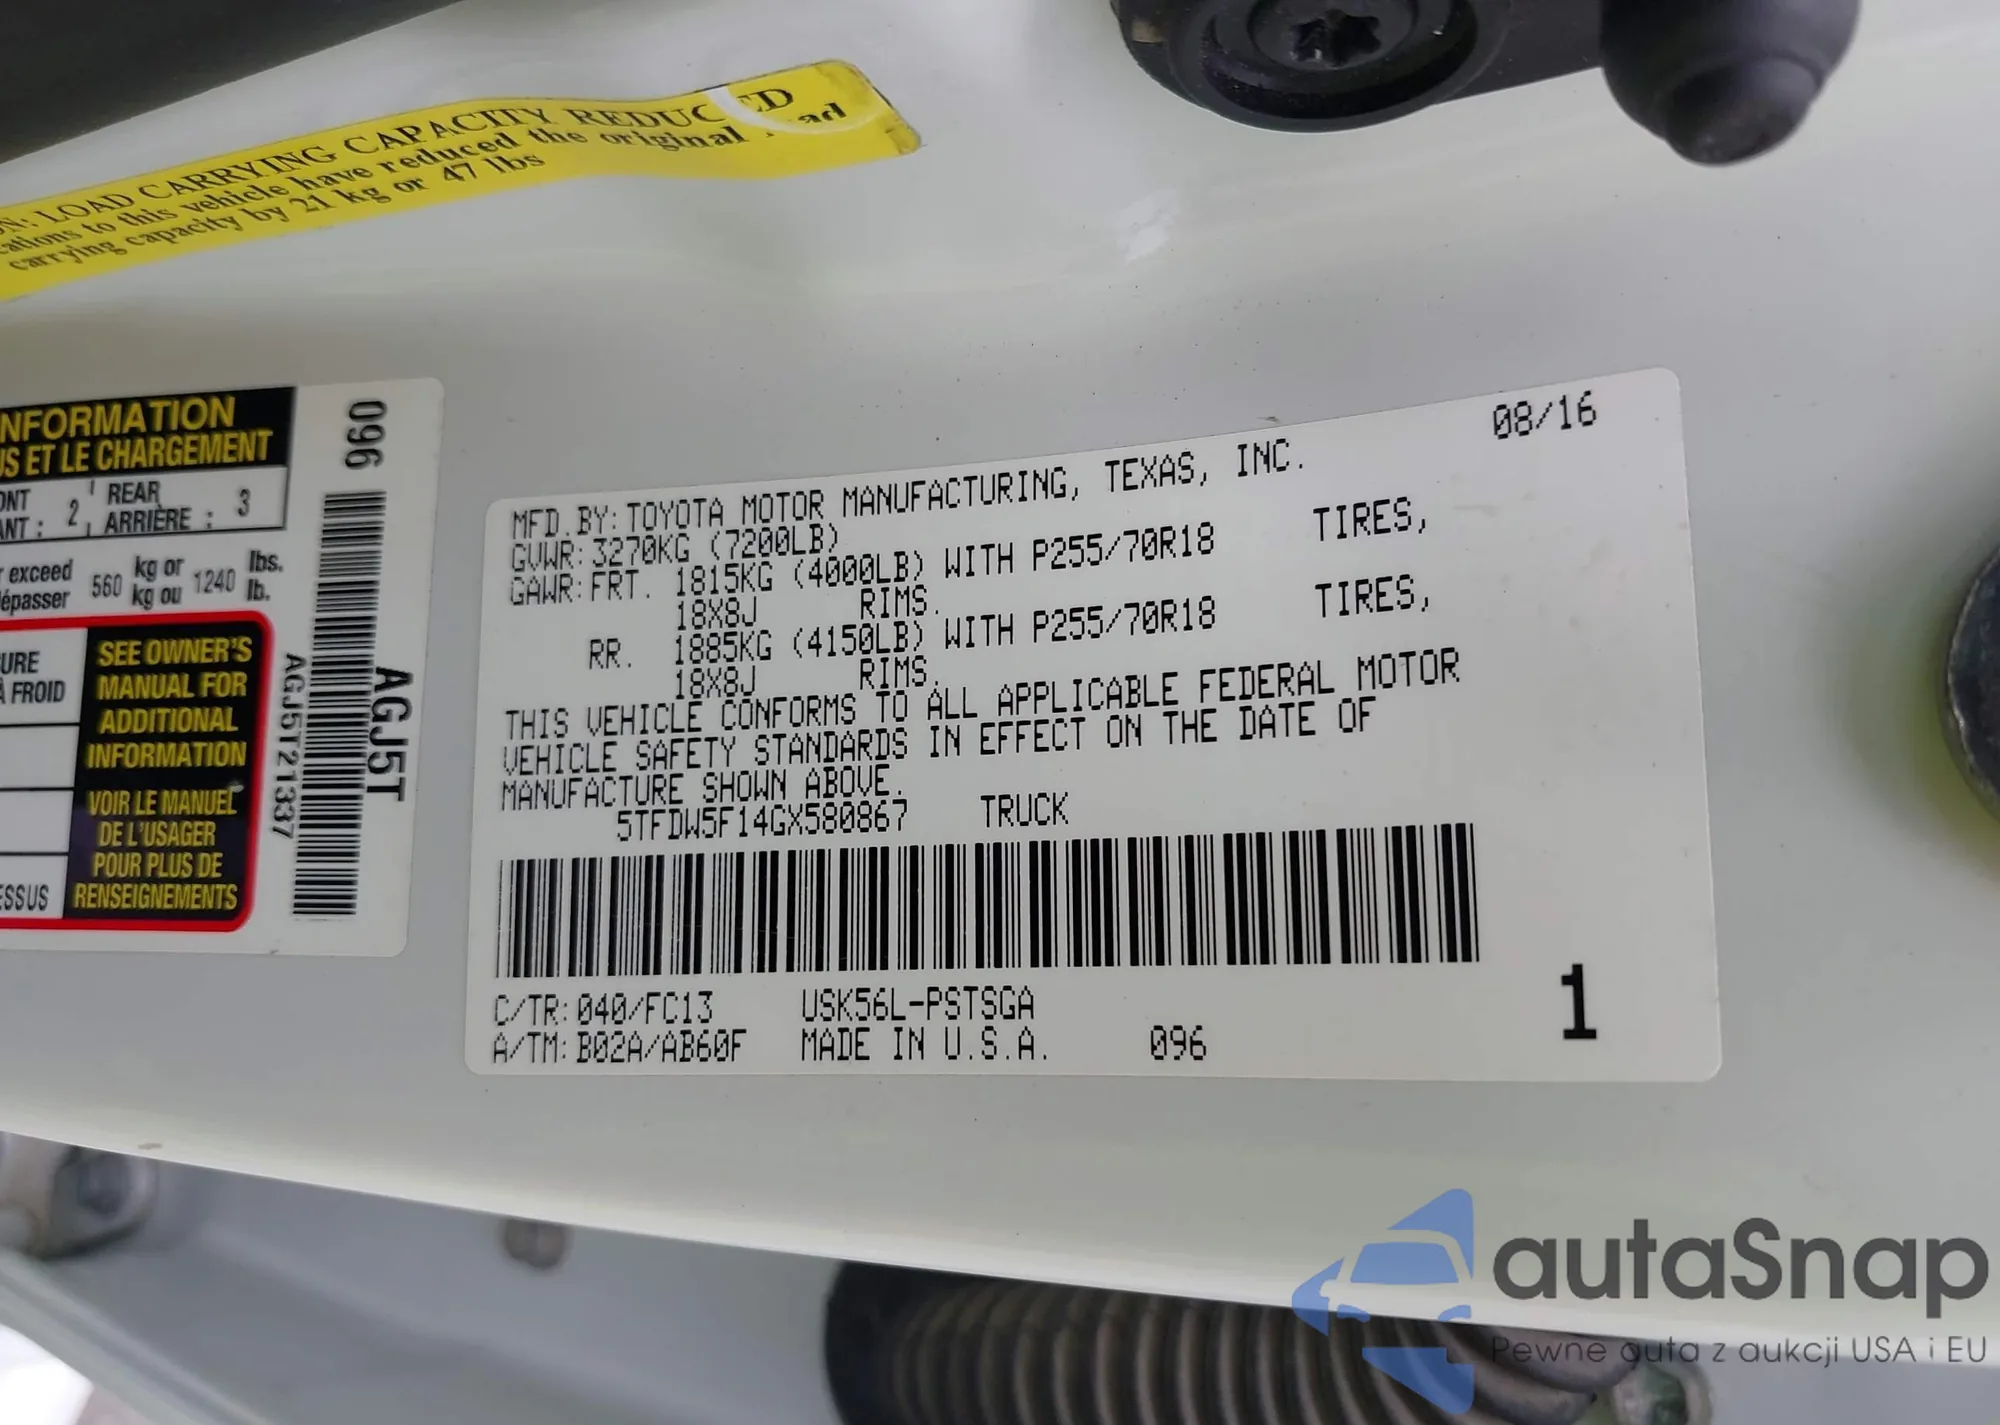 N: LOAD CARRYING CAPACITY REDUCED
cations to this vehicle have reduced the original load
carrying capacity by 21 kg or 47 lbs
NFORMATION
US ET LE CHARGEMENT
ONT 2 REAR 3
ANT : ARRIÈRE :
r exceed 560 kg or 1240 lbs.
dépasser kg ou lb.
URE
À FROID
ESSUS
SEE OWNER'S
MANUAL FOR
ADDITIONAL
INFORMATION
VOIR LE MANUEL
DE L'USAGER
POUR PLUS DE
RENSEIGNEMENTS
096
AGJ5T
AGJ5T21337
08/16
MFD.BY:TOYOTA MOTOR MANUFACTURING, TEXAS, INC.
GVWR:3270KG (7200LB)
GAWR:FRT. 1815KG (4000LB) WITH P255/70R18 TIRES,
18X8J RIMS.
RR. 1885KG (4150LB) WITH P255/70R18 TIRES,
18X8J RIMS.
THIS VEHICLE CONFORMS TO ALL APPLICABLE FEDERAL MOTOR
VEHICLE SAFETY STANDARDS IN EFFECT ON THE DATE OF
MANUFACTURE SHOWN ABOVE.
5TFDW5F14GX580867 TRUCK
C/TR:040/FC13 USK56L-PSTSGA
A/TM:B02A/AB60F MADE IN U.S.A. 096
1
autaSnap
Pewne auta z aukcji USA i EU